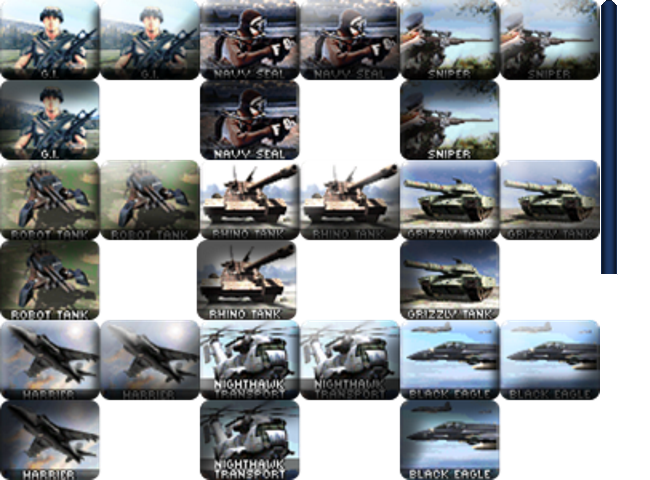 G.I.
G.I.
NAVY SEAL
NAVY SEAL
SNIPER
SNIPER
G.I.
NAVY SEAL
SNIPER
ROBOT TANK
ROBOT TANK
RHINO TANK
RHINO TANK
GRIZZLY TANK
GRIZZLY TANK
ROBOT TANK
RHINO TANK
GRIZZLY TANK
HARRIER
HARRIER
NIGHTHAWK
TRANSPORT
NIGHTHAWK
TRANSPORT
BLACK EAGLE
BLACK EAGLE
HARRIER
NIGHTHAWK
TRANSPORT
BLACK EAGLE